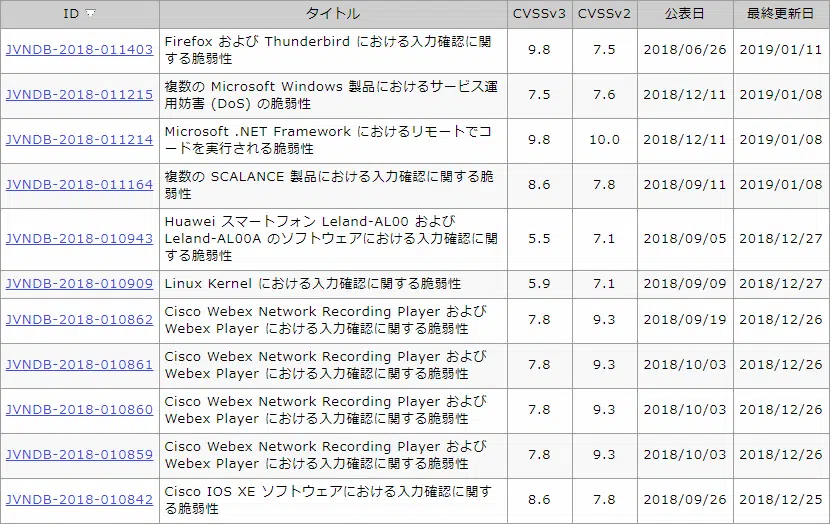 ID タイトル CVSSv3 CVSSv2 公表日 最終更新日
JVNDB-2018-011403 Firefox および Thunderbird における入力確認に関 9.8 7.5 2018/06/26 2019/01/11
する脆弱性
JVNDB-2018-011215 複数の Microsoft Windows 製品におけるサービス運 7.5 7.6 2018/12/11 2019/01/08
用妨害 (DoS) の脆弱性
JVNDB-2018-011214 Microsoft .NET Framework におけるリモートでコ 9.8 10.0 2018/12/11 2019/01/08
ードを実行される脆弱性
JVNDB-2018-011164 複数の SCALANCE 製品における入力確認に関する脆 8.6 7.8 2018/09/11 2019/01/08
弱性
JVNDB-2018-010943 Huawei スマートフォン Leland-AL00 および 5.5 7.1 2018/09/05 2018/12/27
Leland-AL00A のソフトウェアにおける入力確認に関
する脆弱性
JVNDB-2018-010909 Linux Kernel における入力確認に関する脆弱性 5.9 7.1 2018/09/09 2018/12/27
JVNDB-2018-010862 Cisco Webex Network Recording Player および 7.8 9.3 2018/09/19 2018/12/26
Webex Player における入力確認に関する脆弱性
JVNDB-2018-010861 Cisco Webex Network Recording Player および 7.8 9.3 2018/10/03 2018/12/26
Webex Player における入力確認に関する脆弱性
JVNDB-2018-010860 Cisco Webex Network Recording Player および 7.8 9.3 2018/10/03 2018/12/26
Webex Player における入力確認に関する脆弱性
JVNDB-2018-010859 Cisco Webex Network Recording Player および 7.8 9.3 2018/10/03 2018/12/26
Webex Player における入力確認に関する脆弱性
JVNDB-2018-010842 Cisco IOS XE ソフトウェアにおける入力確認に関す 8.6 7.8 2018/09/26 2018/12/25
る脆弱性